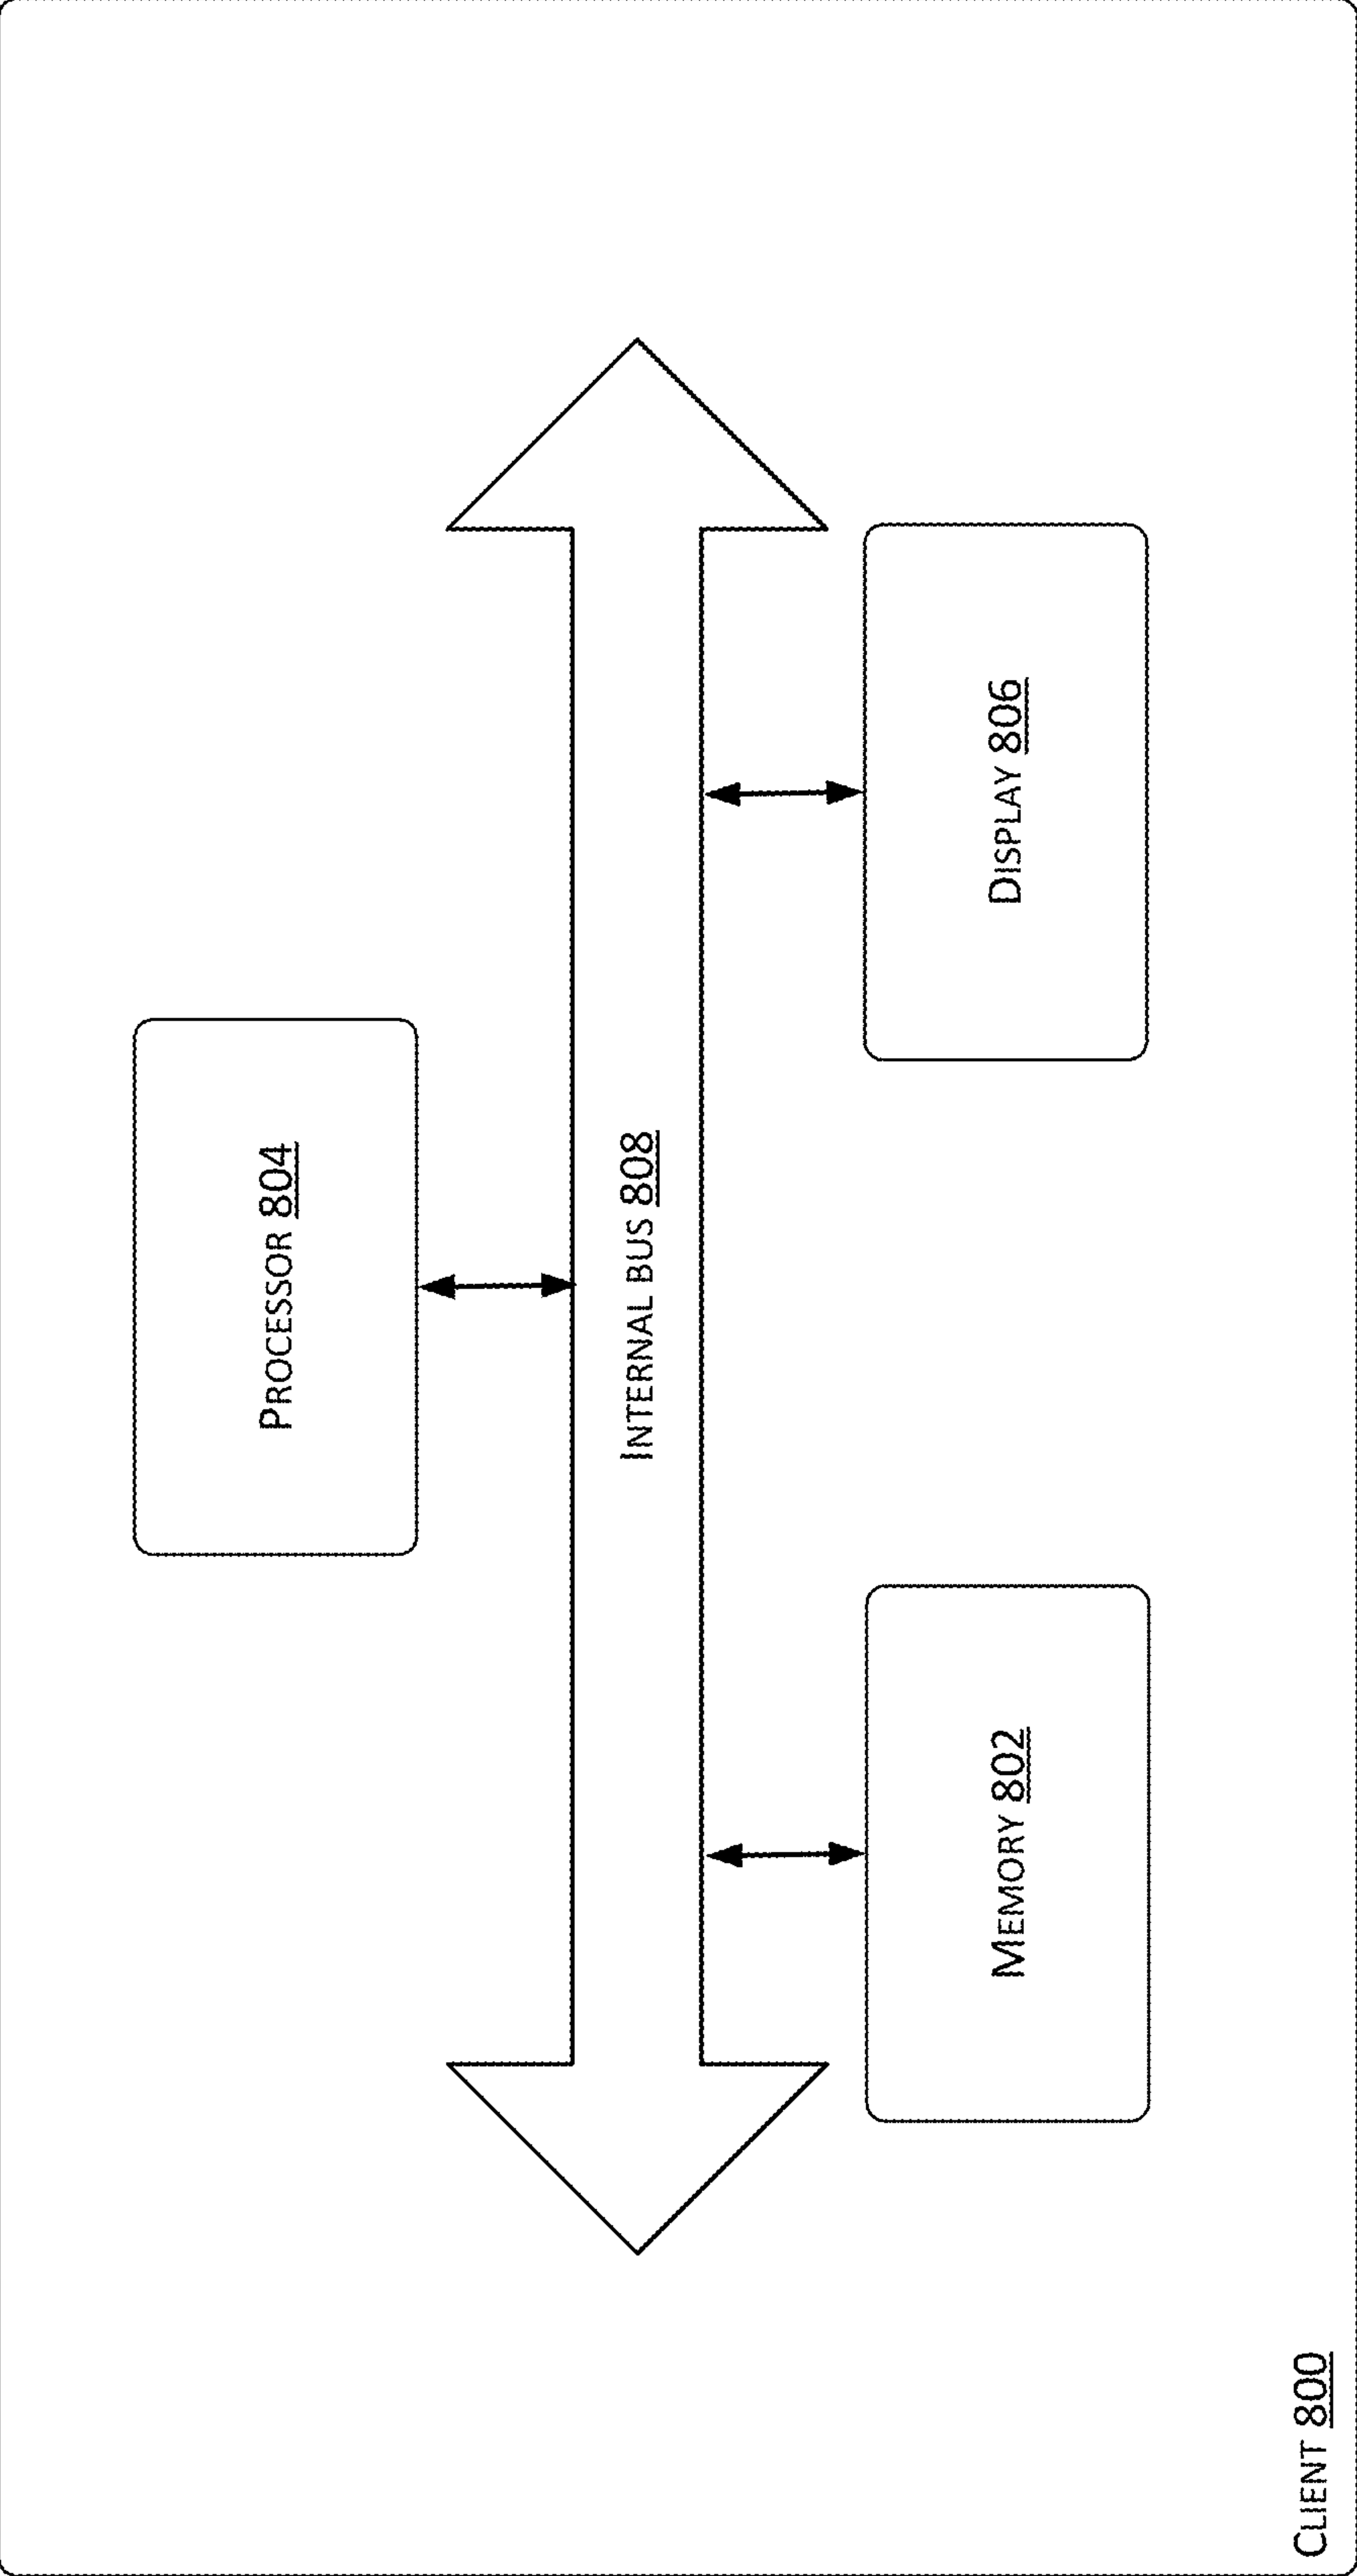 PROCESSOR 804
INTERNAL BUS 808
MEMORY 802
DISPLAY 806
CLIENT 800